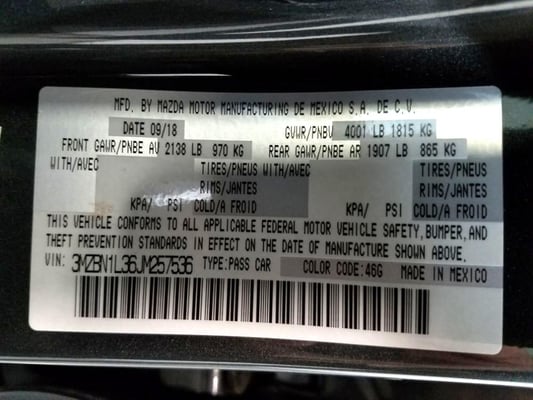 MFD. BY MAZDA MOTOR MANUFACTURING DE MEXICO S.A. DE C.V.
DATE 09/18 GVWR/PNBV 4001 LB 1815 KG
FRONT GAWR/PNBE AV 2138 LB 970 KG REAR GAWR/PNBE AR 1907 LB 865 KG
WITH/AVEC TIRES/PNEUS WITH/AVEC TIRES/PNEUS
RIMS/JANTES RIMS/JANTES
KPA/ PSI COLD/A FROID KPA/ PSI COLD/A FROID
THIS VEHICLE CONFORMS TO ALL APPLICABLE FEDERAL MOTOR VEHICLE SAFETY, BUMPER, AND
THEFT PREVENTION STANDARDS IN EFFECT ON THE DATE OF MANUFACTURE SHOWN ABOVE.
VIN: 3MZBN1L36JM257536 TYPE:PASS CAR COLOR CODE:46G MADE IN MEXICO